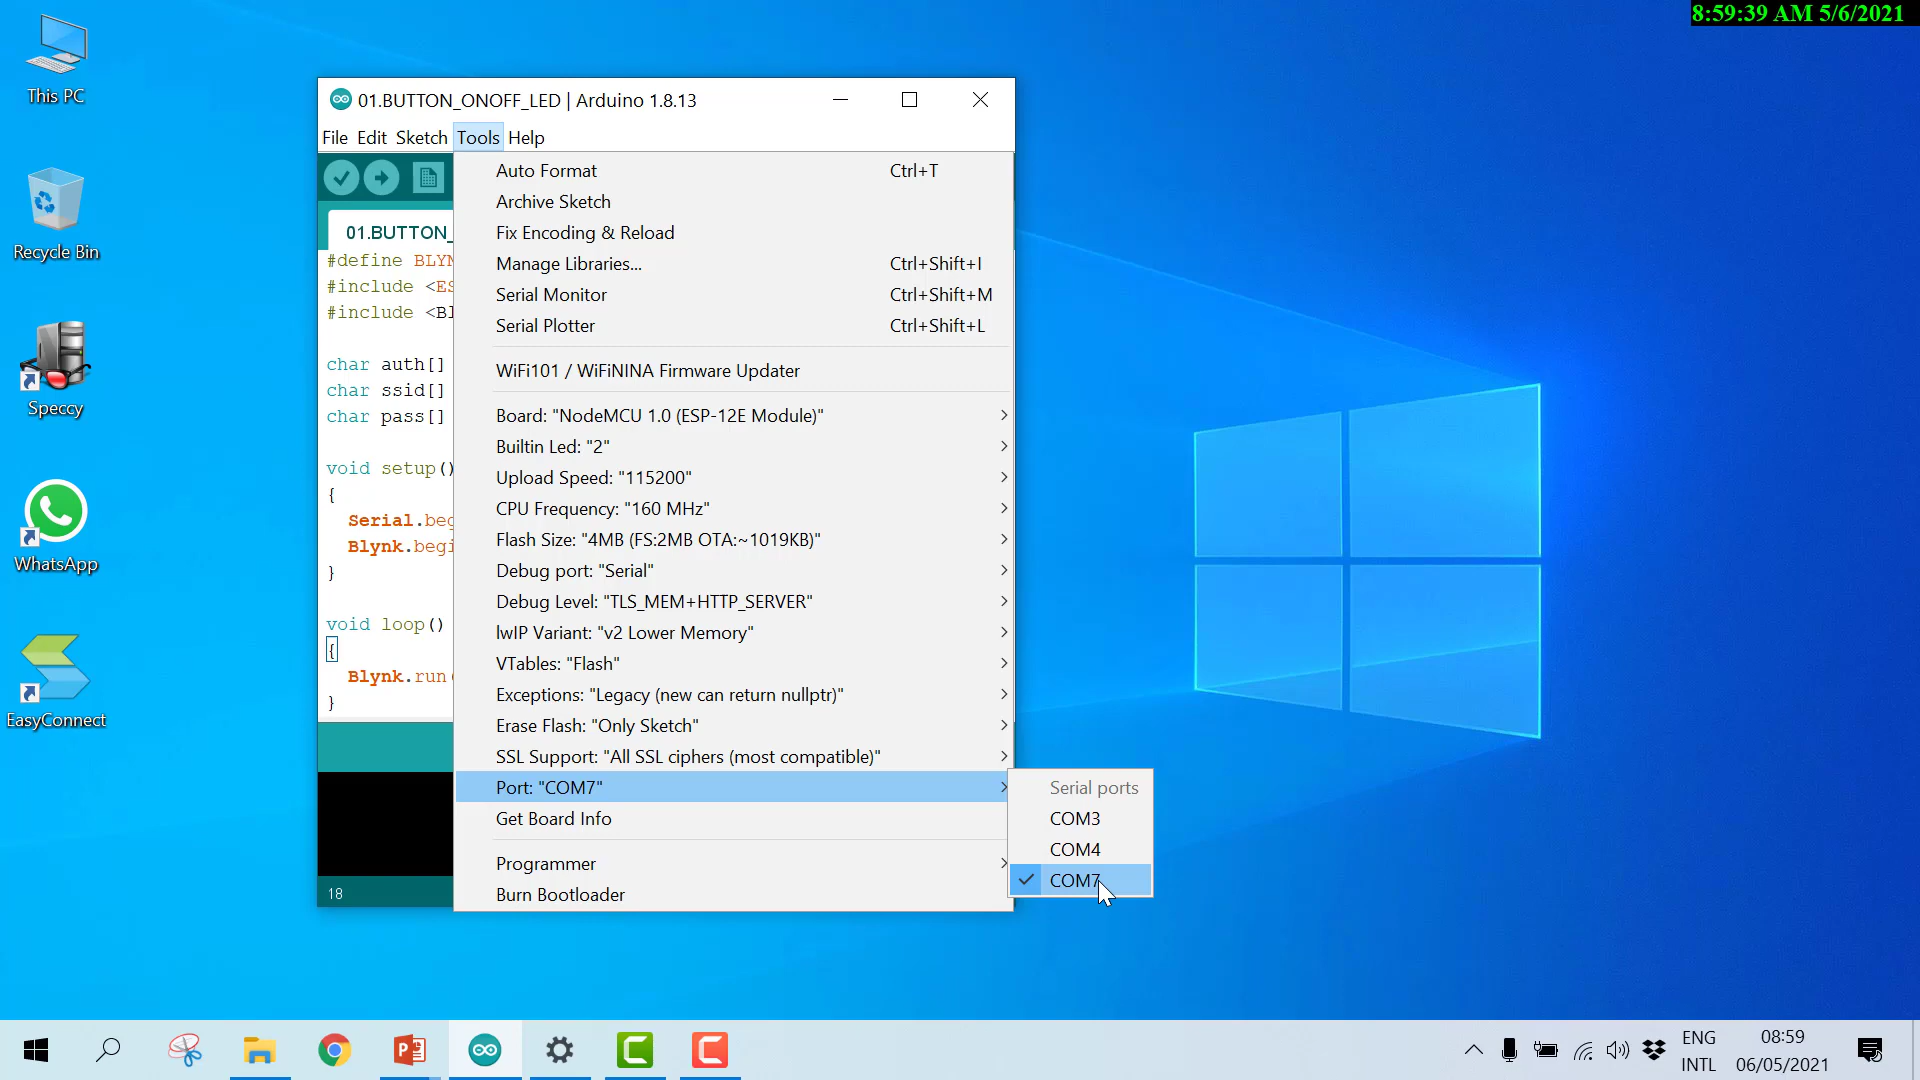 8:59:39 AM 5/6/2021
This PC
Recycle Bin
Speccy
WhatsApp
EasyConnect
01.BUTTON_ONOFF_LED | Arduino 1.8.13
File Edit Sketch Tools Help
01.BUTTON_
#define BLYN
#include <ES
#include <Bl
char auth[]
char ssid[]
char pass[]
void setup()
{
Serial.beg
Blynk.begi
}
void loop()
{
Blynk.run(
}
18
Auto Format Ctrl+T
Archive Sketch
Fix Encoding & Reload
Manage Libraries... Ctrl+Shift+I
Serial Monitor Ctrl+Shift+M
Serial Plotter Ctrl+Shift+L
WiFi101 / WiFiNINA Firmware Updater
Board: "NodeMCU 1.0 (ESP-12E Module)"
Builtin Led: "2"
Upload Speed: "115200"
CPU Frequency: "160 MHz"
Flash Size: "4MB (FS:2MB OTA:~1019KB)"
Debug port: "Serial"
Debug Level: "TLS_MEM+HTTP_SERVER"
lwIP Variant: "v2 Lower Memory"
VTables: "Flash"
Exceptions: "Legacy (new can return nullptr)"
Erase Flash: "Only Sketch"
SSL Support: "All SSL ciphers (most compatible)"
Port: "COM7"
Get Board Info
Programmer
Burn Bootloader
Serial ports
COM3
COM4
COM7
ENG
INTL
08:59
06/05/2021